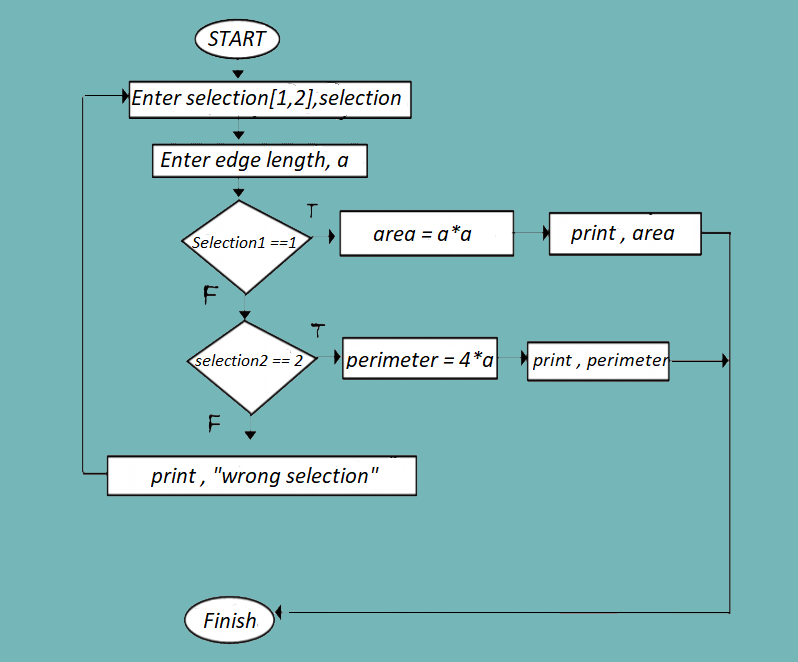 START
Enter selection[1,2],selection
Enter edge length, a
Selection1 ==1
T
area = a*a
print , area
F
selection2 == 2
T
perimeter = 4*a
print , perimeter
F
print , "wrong selection"
Finish